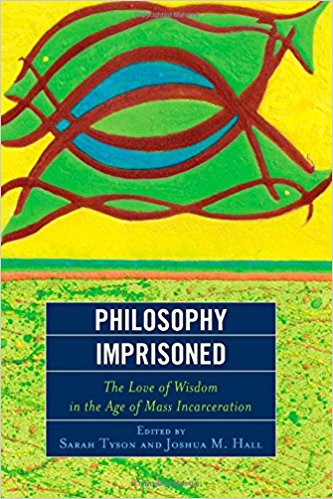 PHILOSOPHY
IMPRISONED
The Love of Wisdom
in the Age of Mass Incarceration
EDITED BY
SARAH TYSON AND JOSHUA M. HALL